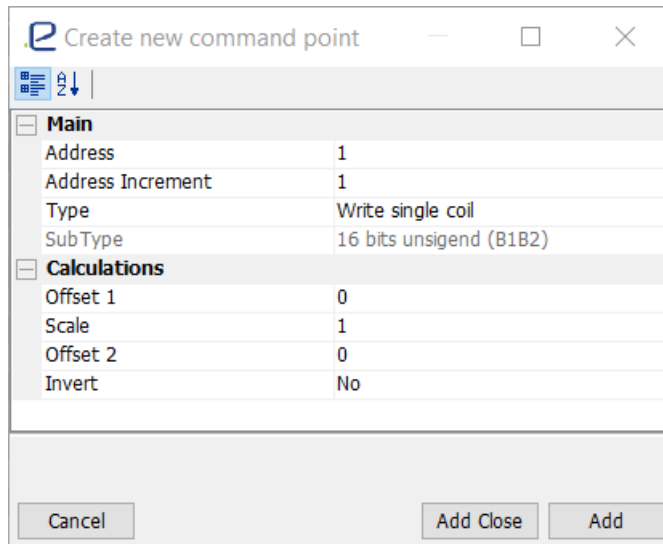 Create new command point
A Z
Main
Address 1
Address Increment 1
Type Write single coil
SubType 16 bits unsigend (B1B2)
Calculations
Offset 1 0
Scale 1
Offset 2 0
Invert No
Cancel Add Close Add